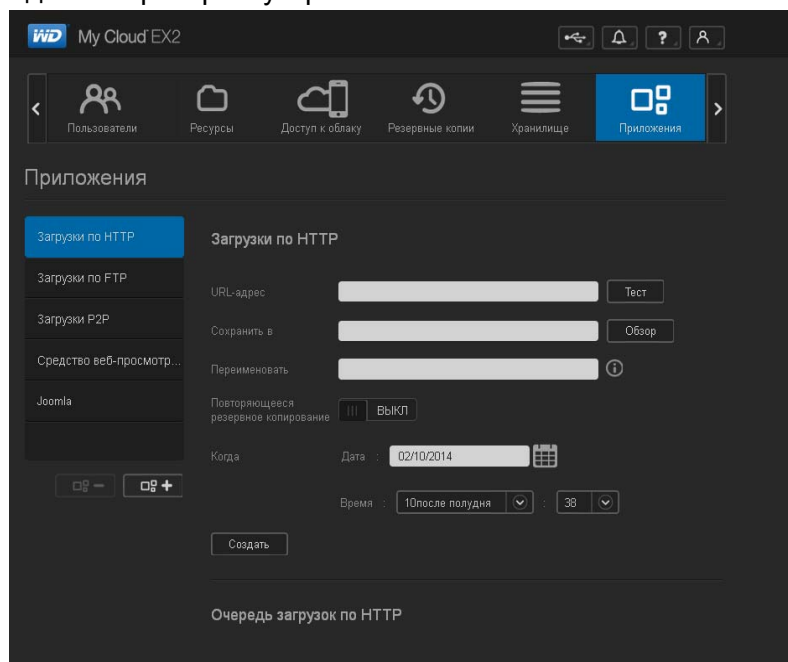 WD My Cloud EX2
Пользователи
Ресурсы
Доступ к облаку
Резервные копии
Хранилище
Приложения
Приложения
Загрузки по HTTP
Загрузки по FTP
Загрузки P2P
Средство веб-просмотр...
Joomla
Загрузки по HTTP
URL-адрес
Тест
Сохранить в
Обзор
Переименовать
Повторяющееся
резервное копирование
ВЫКЛ
Когда
Дата :
02/10/2014
Время :
10после полудня
:
38
Создать
Очередь загрузок по HTTP